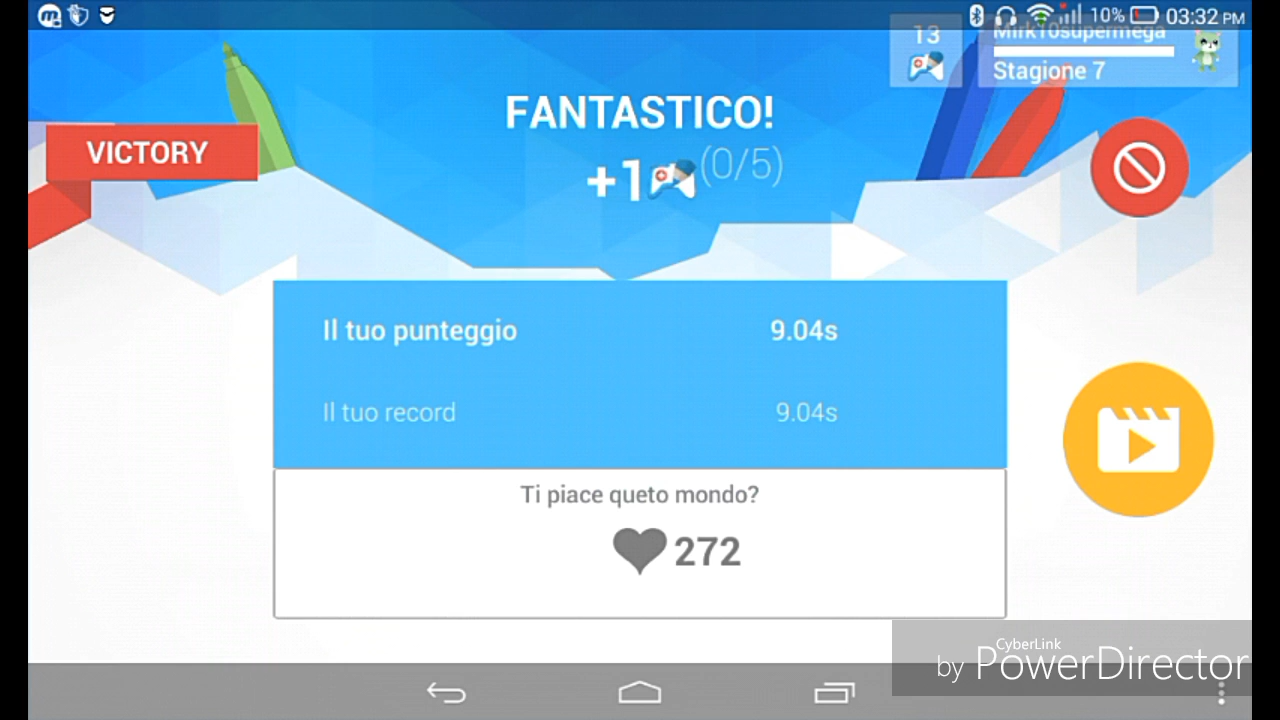 10% 03:32 PM
13
Mirk10supermega
Stagione 7
FANTASTICO!
VICTORY
+1 (0/5)
Il tuo punteggio 9.04s
Il tuo record 9.04s
Ti piace queto mondo?
272
CyberLink
by PowerDirector